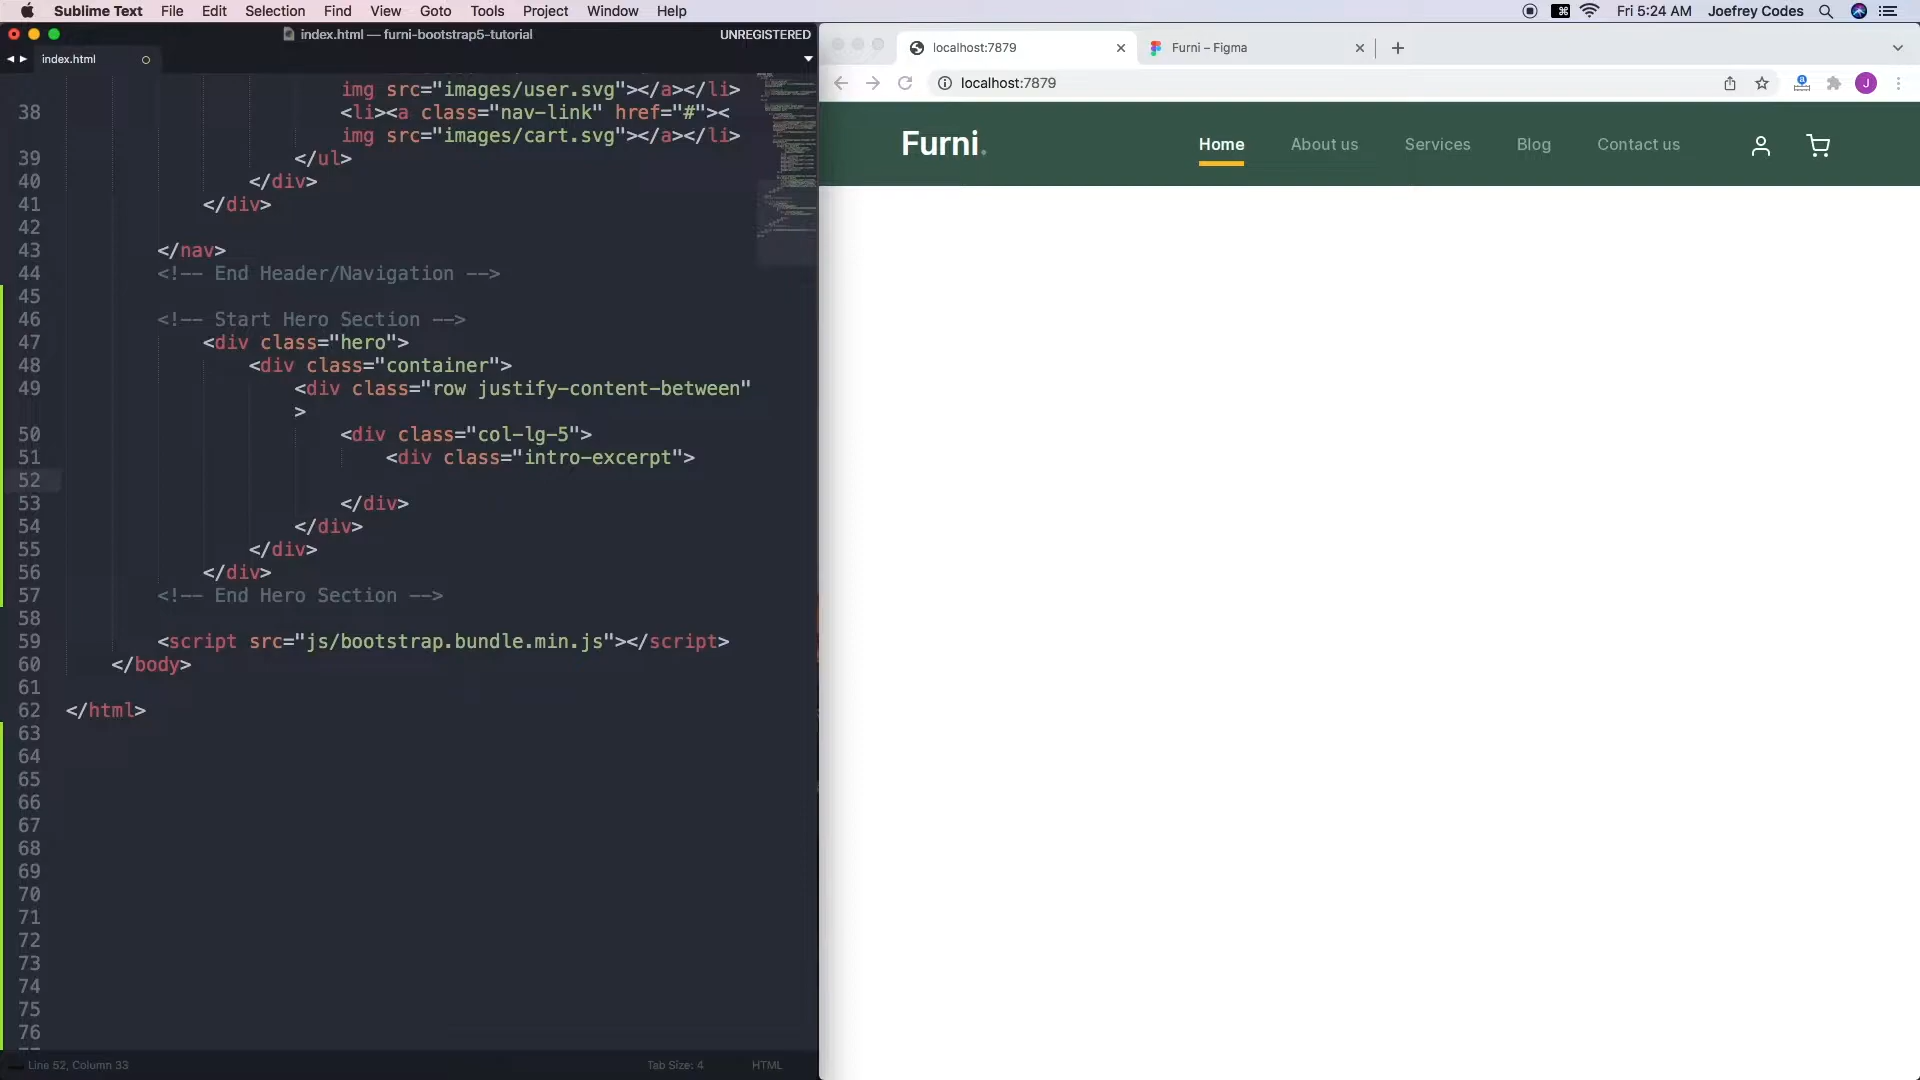 Sublime Text File Edit Selection Find View Goto Tools Project Window Help
Fri 5:24 AM Joefrey Codes
index.html — furni-bootstrap5-tutorial
UNREGISTERED
index.html
img src="images/user.svg"></a></li>
38 <li><a class="nav-link" href="#"><
img src="images/cart.svg"></a></li>
39 </ul>
40 </div>
41 </div>
42
43 </nav>
44 <!-- End Header/Navigation -->
45
46 <!-- Start Hero Section -->
47 <div class="hero">
48 <div class="container">
49 <div class="row justify-content-between"
>
50 <div class="col-lg-5">
51 <div class="intro-excerpt">
52
53 </div>
54 </div>
55 </div>
56 </div>
57 <!-- End Hero Section -->
58
59 <script src="js/bootstrap.bundle.min.js"></script>
60 </body>
61
62 </html>
63
64
65
66
67
68
69
70
71
72
73
74
75
76
Line 52, Column 33
Tab Size: 4
HTML
localhost:7879
Furni – Figma
localhost:7879
J
Furni.
Home About us Services Blog Contact us